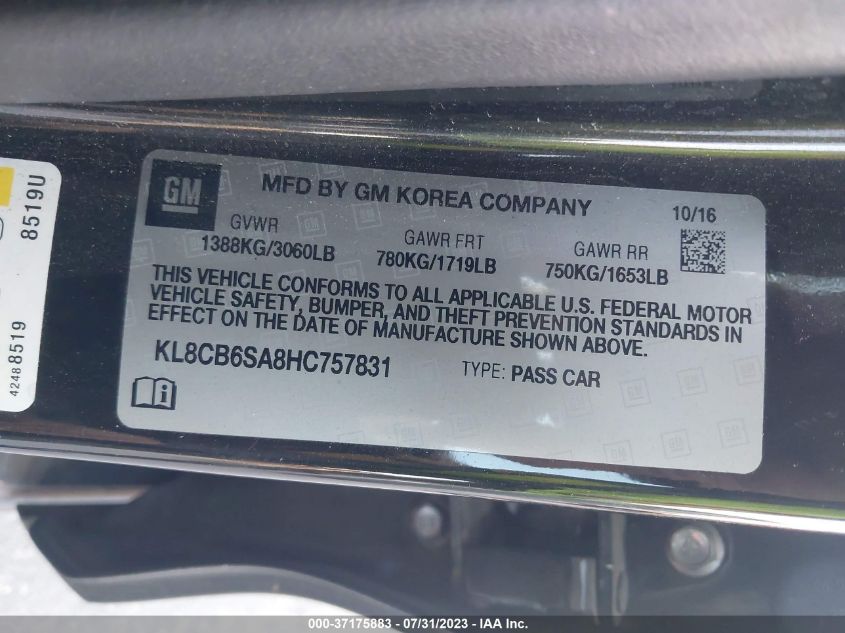 GM
MFD BY GM KOREA COMPANY
10/16
GVWR
GAWR FRT
GAWR RR
1388KG/3060LB
780KG/1719LB
750KG/1653LB
THIS VEHICLE CONFORMS TO ALL APPLICABLE U.S. FEDERAL MOTOR
VEHICLE SAFETY, BUMPER, AND THEFT PREVENTION STANDARDS IN
EFFECT ON THE DATE OF MANUFACTURE SHOWN ABOVE.
KL8CB6SA8HC757831
TYPE: PASS CAR
8519U
42488519
000-37175883 - 07/31/2023 - IAA Inc.